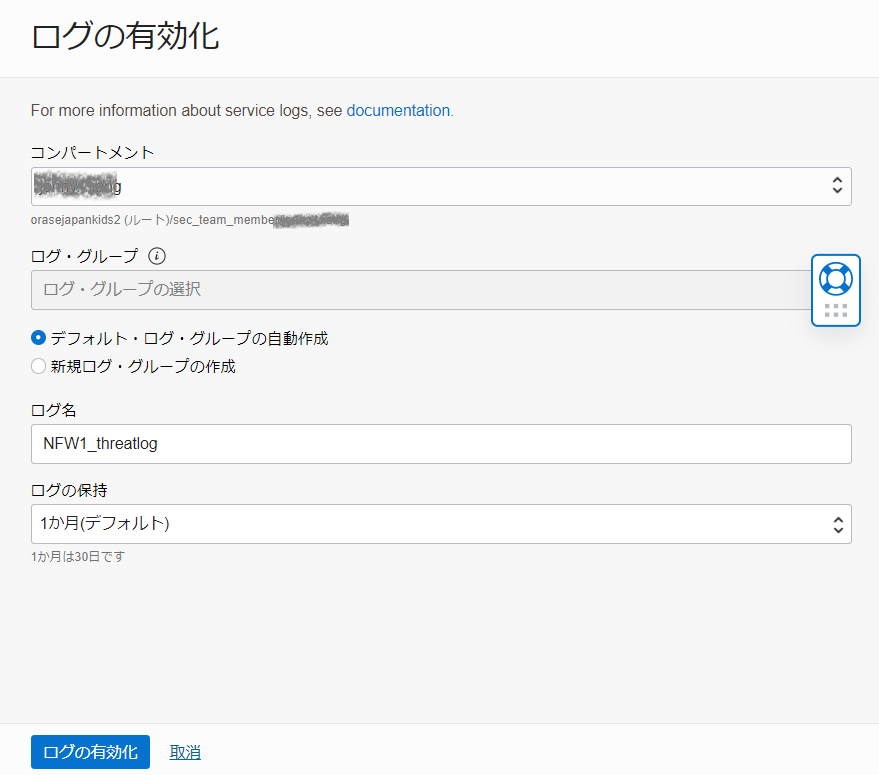 ログの有効化
For more information about service logs, see documentation.
コンパートメント
orasejapankids2 (ルート)/sec_team_membe
ログ・グループ
ログ・グループの選択
デフォルト・ログ・グループの自動作成
新規ログ・グループの作成
ログ名
NFW1_threatlog
ログの保持
1か月(デフォルト)
1か月は30日です
ログの有効化 取消